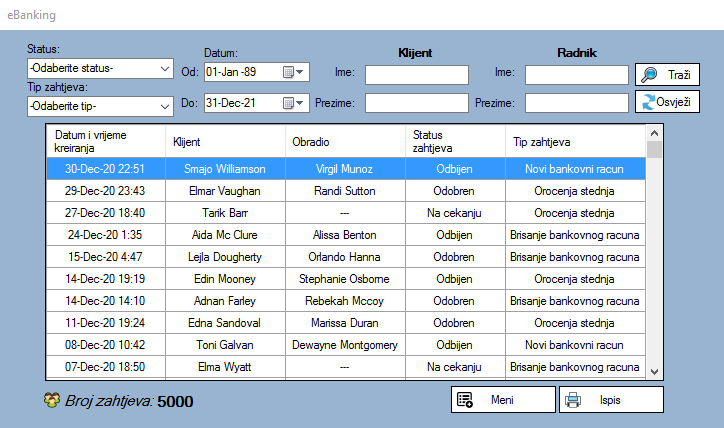 eBanking
Status:
Datum:
Klijent
Radnik
-Odaberite status-
Od: 01-Jan -89
Ime:
Ime:
Traži
Tip zahtjeva:
-Odaberite tip-
Do: 31-Dec-21
Prezime:
Prezime:
Osvježi
Datum i vrijeme kreiranja Klijent Obradio Status zahtjeva Tip zahtjeva
30-Dec-20 22:51 Smajo Williamson Virgil Munoz Odbijen Novi bankovni racun
29-Dec-20 23:43 Elmar Vaughan Randi Sutton Odobren Orocenja stednja
27-Dec-20 18:40 Tarik Barr --- Na cekanju Orocenja stednja
24-Dec-20 1:35 Aida Mc Clure Alissa Benton Odbijen Brisanje bankovnog racuna
15-Dec-20 4:47 Lejla Dougherty Orlando Hanna Odobren Brisanje bankovnog racuna
14-Dec-20 19:19 Edin Mooney Stephanie Osborne Odbijen Orocenja stednja
14-Dec-20 14:10 Adnan Farley Rebekah Mccoy Odobren Brisanje bankovnog racuna
11-Dec-20 19:24 Edna Sandoval Marissa Duran Odobren Orocenja stednja
08-Dec-20 10:42 Toni Galvan Dewayne Montgomery Odbijen Novi bankovni racun
07-Dec-20 18:50 Elma Wyatt --- Na cekanju Brisanje bankovnog racuna
Broj zahtjeva: 5000
Meni
Ispis